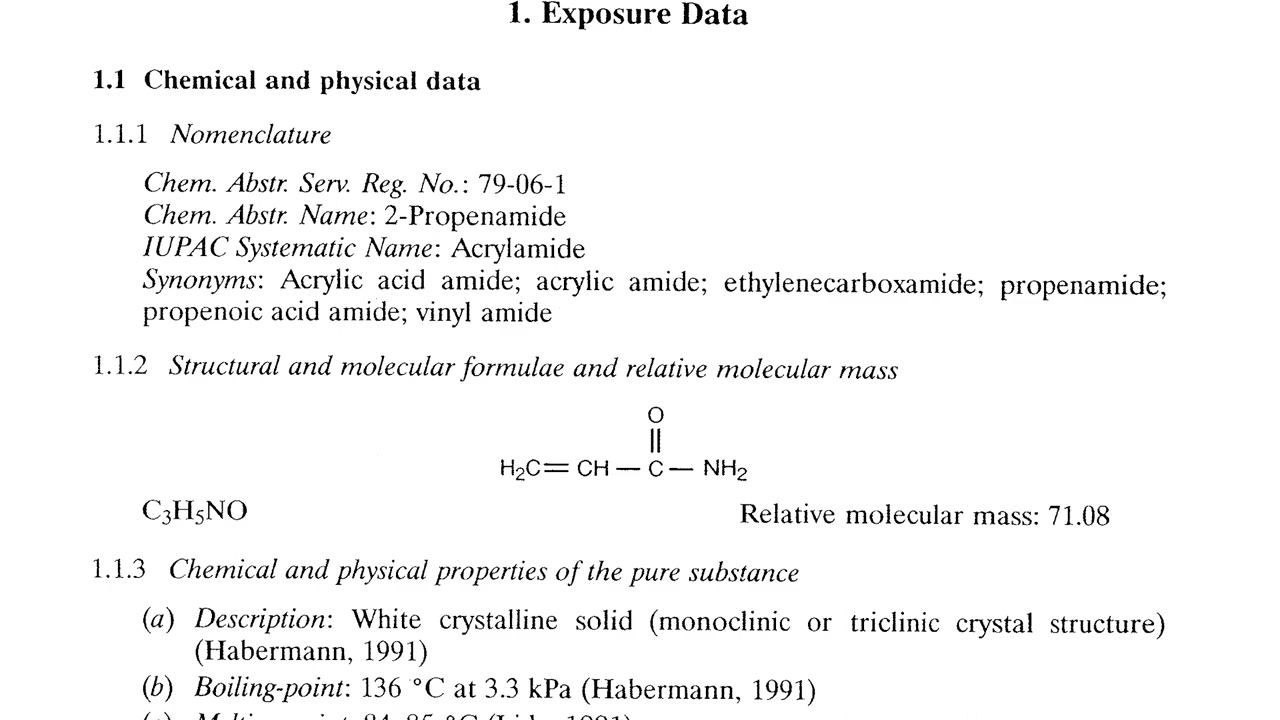 1. Exposure Data
1.1 Chemical and physical data
1.1.1 Nomenclature
Chem. Abstr. Serv. Reg. No.: 79-06-1
Chem. Abstr. Name: 2-Propenamide
IUPAC Systematic Name: Acrylamide
Synonyms: Acrylic acid amide; acrylic amide; ethylenecarboxamide; propenamide;
propenoic acid amide; vinyl amide
1.1.2 Structural and molecular formulae and relative molecular mass
O
||
H₂C═ CH — C — NH₂
C₃H₅NO Relative molecular mass: 71.08
1.1.3 Chemical and physical properties of the pure substance
(a) Description: White crystalline solid (monoclinic or triclinic crystal structure)
(Habermann, 1991)
(b) Boiling-point: 136 °C at 3.3 kPa (Habermann, 1991)